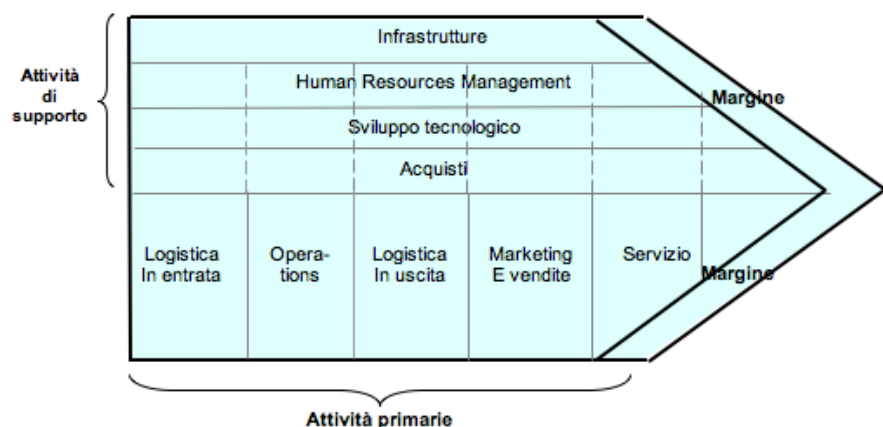 Infrastrutture
Attività
di
supporto
Human Resources Management
Margine
Sviluppo tecnologico
Acquisti
Logistica
In entrata
Opera-
tions
Logistica
In uscita
Marketing
E vendite
Servizio
Margine
Attività primarie